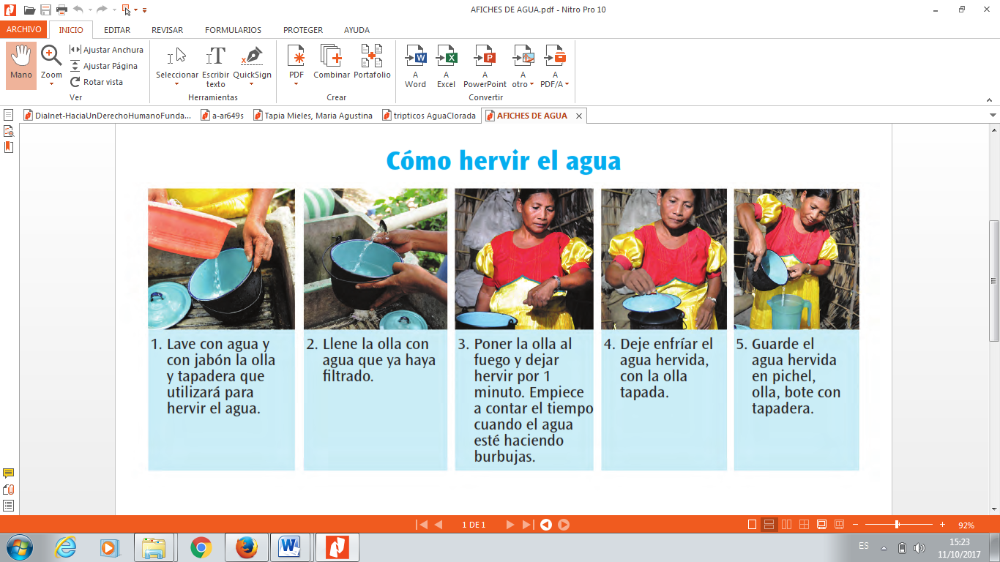 AFICHES DE AGUA.pdf - Nitro Pro 10
ARCHIVO INICIO EDITAR REVISAR FORMULARIOS PROTEGER AYUDA
Mano
Zoom
Ajustar Anchura
Ajustar Página
Rotar vista
Ver
Seleccionar
Escribir
texto
QuickSign
Herramientas
PDF
Combinar
Portafolio
Crear
A
Word
A
Excel
A
PowerPoint
A
otro
A
PDF/A
Convertir
Dialnet-HaciaUnDerechoHumanoFunda...
a-ar649s
Tapia Mieles, Maria Agustina
tripticos AguaClorada
AFICHES DE AGUA
Cómo hervir el agua
1. Lave con agua y
con jabón la olla
y tapadera que
utilizará para
hervir el agua.
2. Llene la olla con
agua que ya haya
filtrado.
3. Poner la olla al
fuego y dejar
hervir por 1
minuto. Empiece
a contar el tiempo
cuando el agua
esté haciendo
burbujas.
4. Deje enfríar el
agua hervida,
con la olla
tapada.
5. Guarde el
agua hervida
en pichel,
olla, bote con
tapadera.
1 DE 1
92%
ES
15:23
11/10/2017